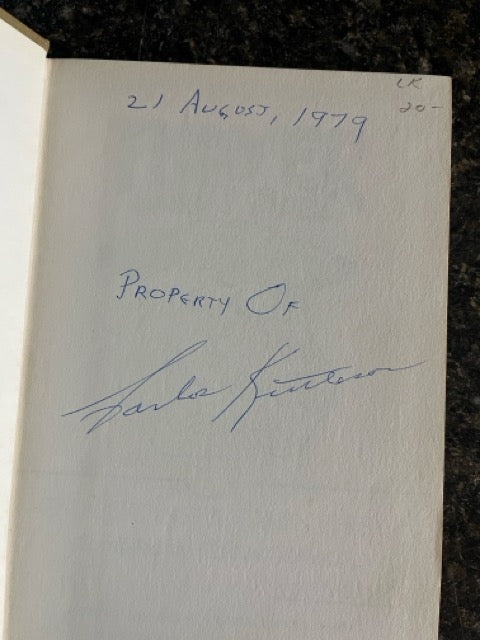 LK
20-
21 August, 1979
Property Of